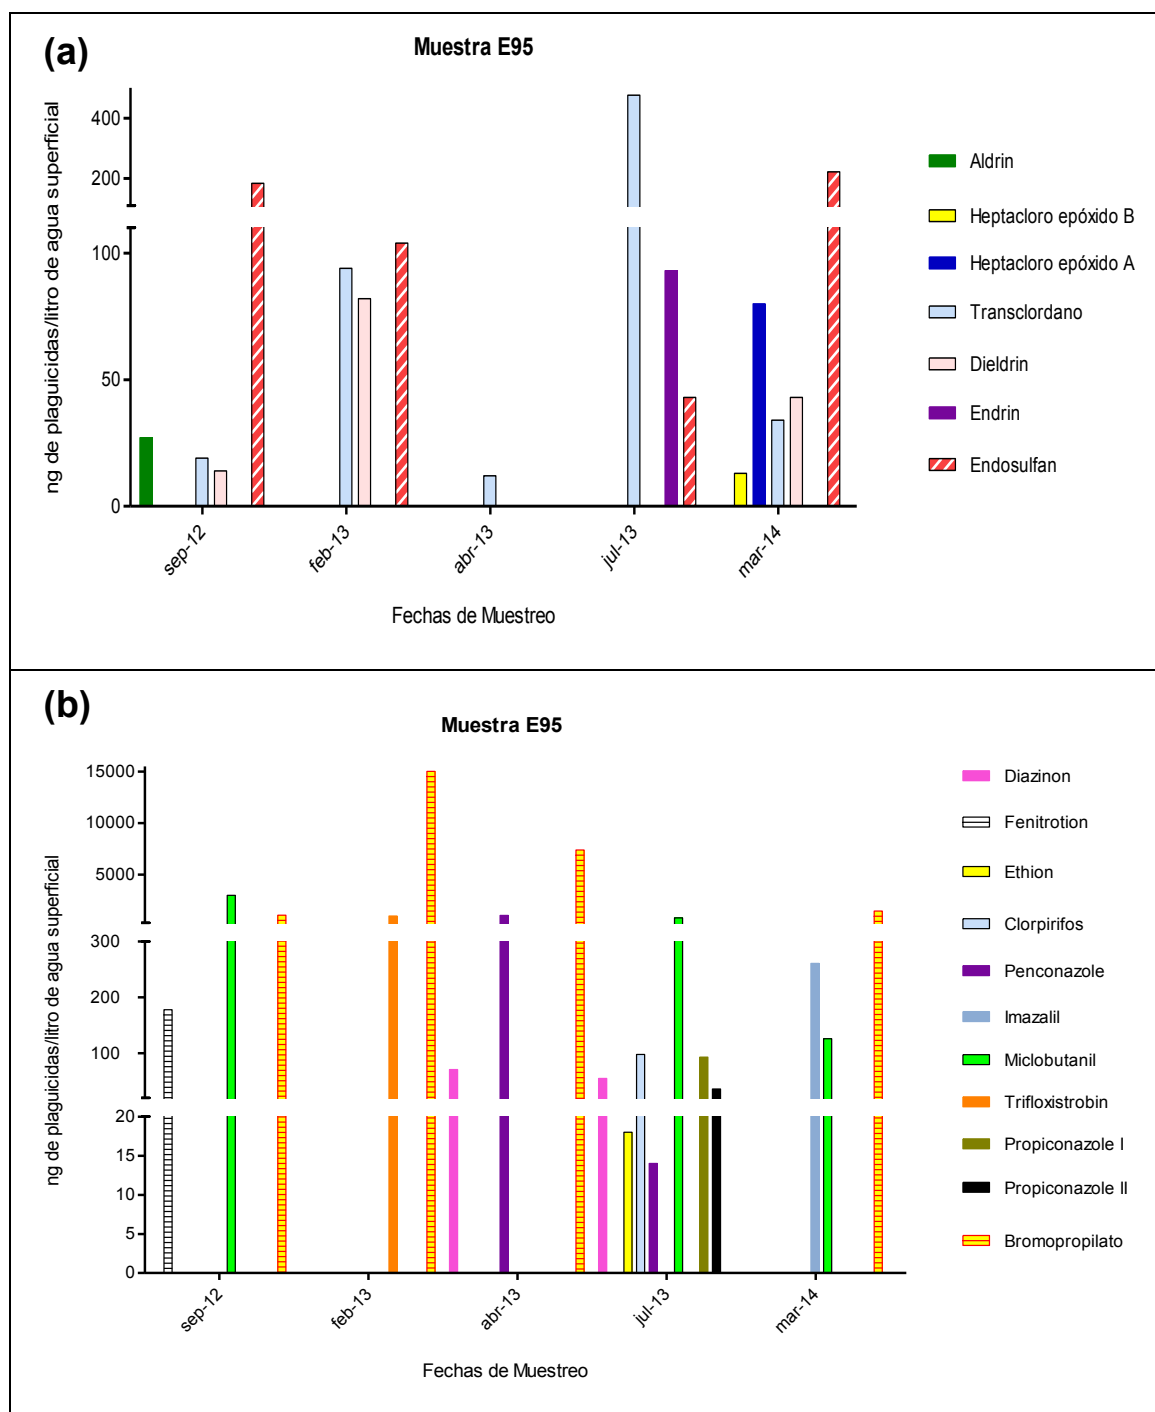 (a)
Muestra E95
ng de plaguicidas/litro de agua superficial
400
200
100
50
0
sep-12
feb-13
abr-13
jul-13
mar-14
Fechas de Muestreo
Aldrin
Heptacloro epóxido B
Heptacloro epóxido A
Transclordano
Dieldrin
Endrin
Endosulfan
(b)
Muestra E95
ng de plaguicidas/litro de agua superficial
15000
10000
5000
300
200
100
20
15
10
5
0
sep-12
feb-13
abr-13
jul-13
mar-14
Fechas de Muestreo
Diazinon
Fenitrotion
Ethion
Clorpirifos
Penconazole
Imazalil
Miclobutanil
Trifloxistrobin
Propiconazole I
Propiconazole II
Bromopropilato